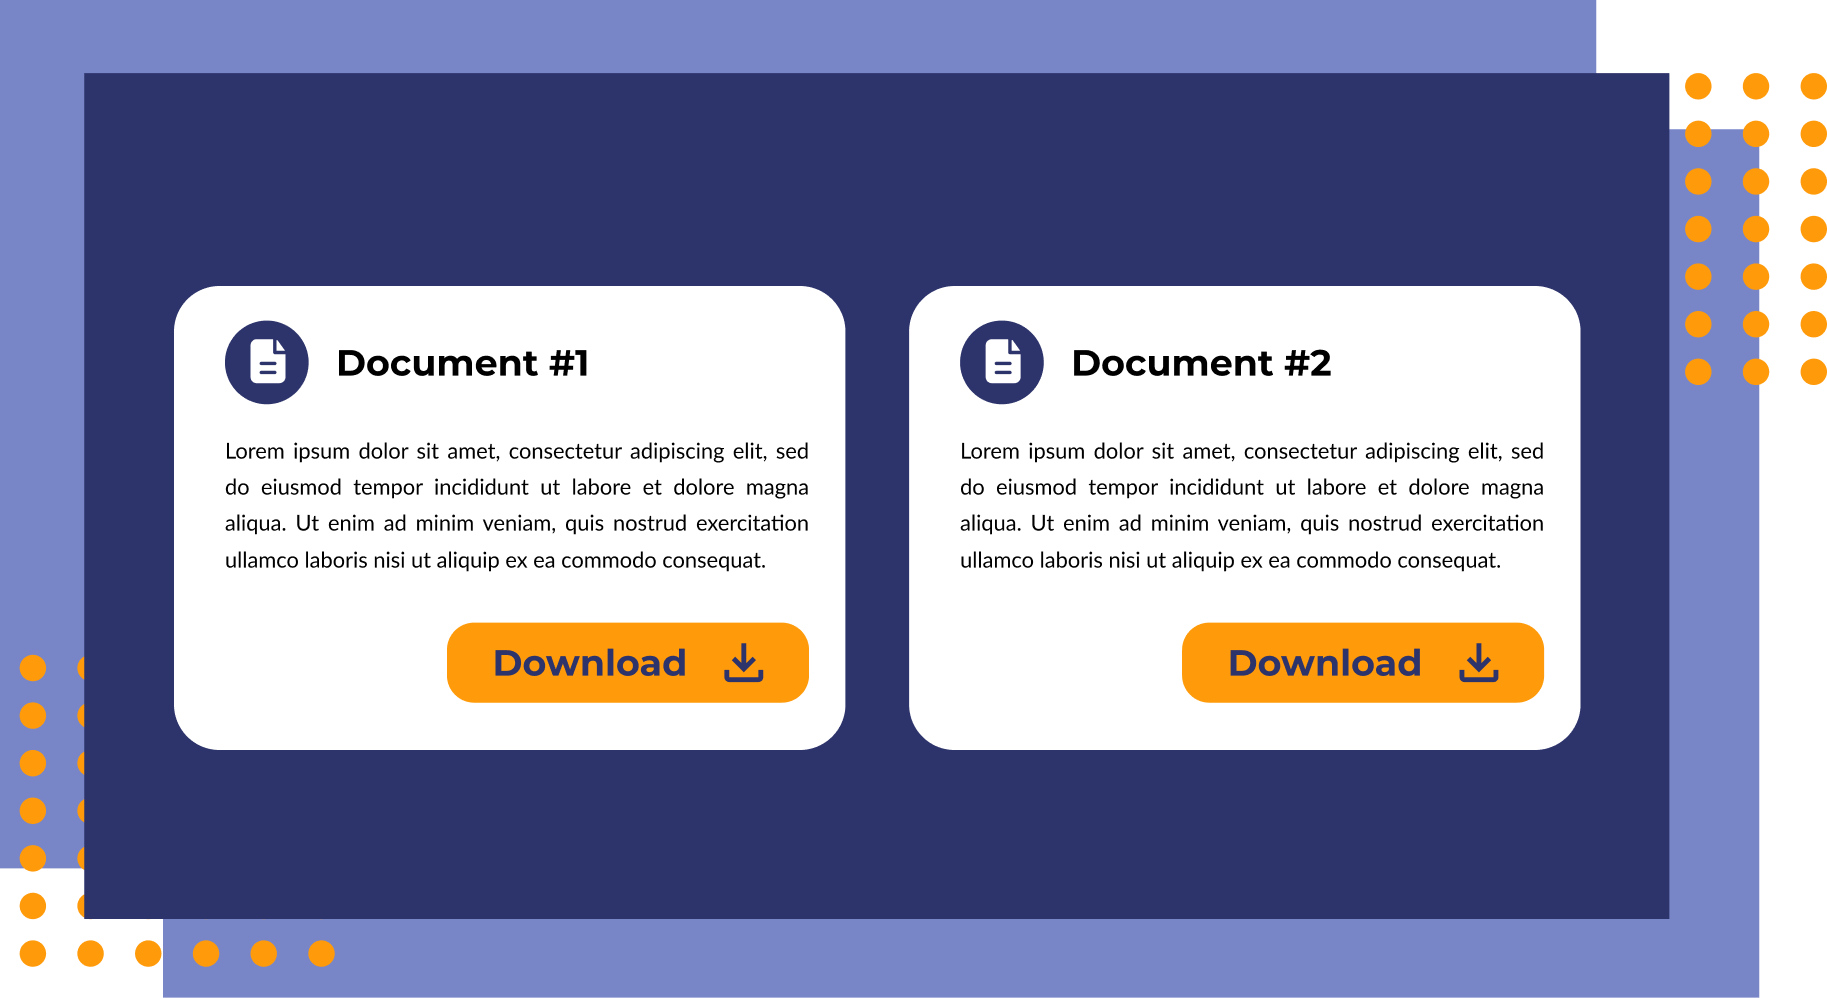 Document #1
Lorem ipsum dolor sit amet, consectetur adipiscing elit, sed
do eiusmod tempor incididunt ut labore et dolore magna
aliqua. Ut enim ad minim veniam, quis nostrud exercitation
ullamco laboris nisi ut aliquip ex ea commodo consequat.
Download
Document #2
Lorem ipsum dolor sit amet, consectetur adipiscing elit, sed
do eiusmod tempor incididunt ut labore et dolore magna
aliqua. Ut enim ad minim veniam, quis nostrud exercitation
ullamco laboris nisi ut aliquip ex ea commodo consequat.
Download